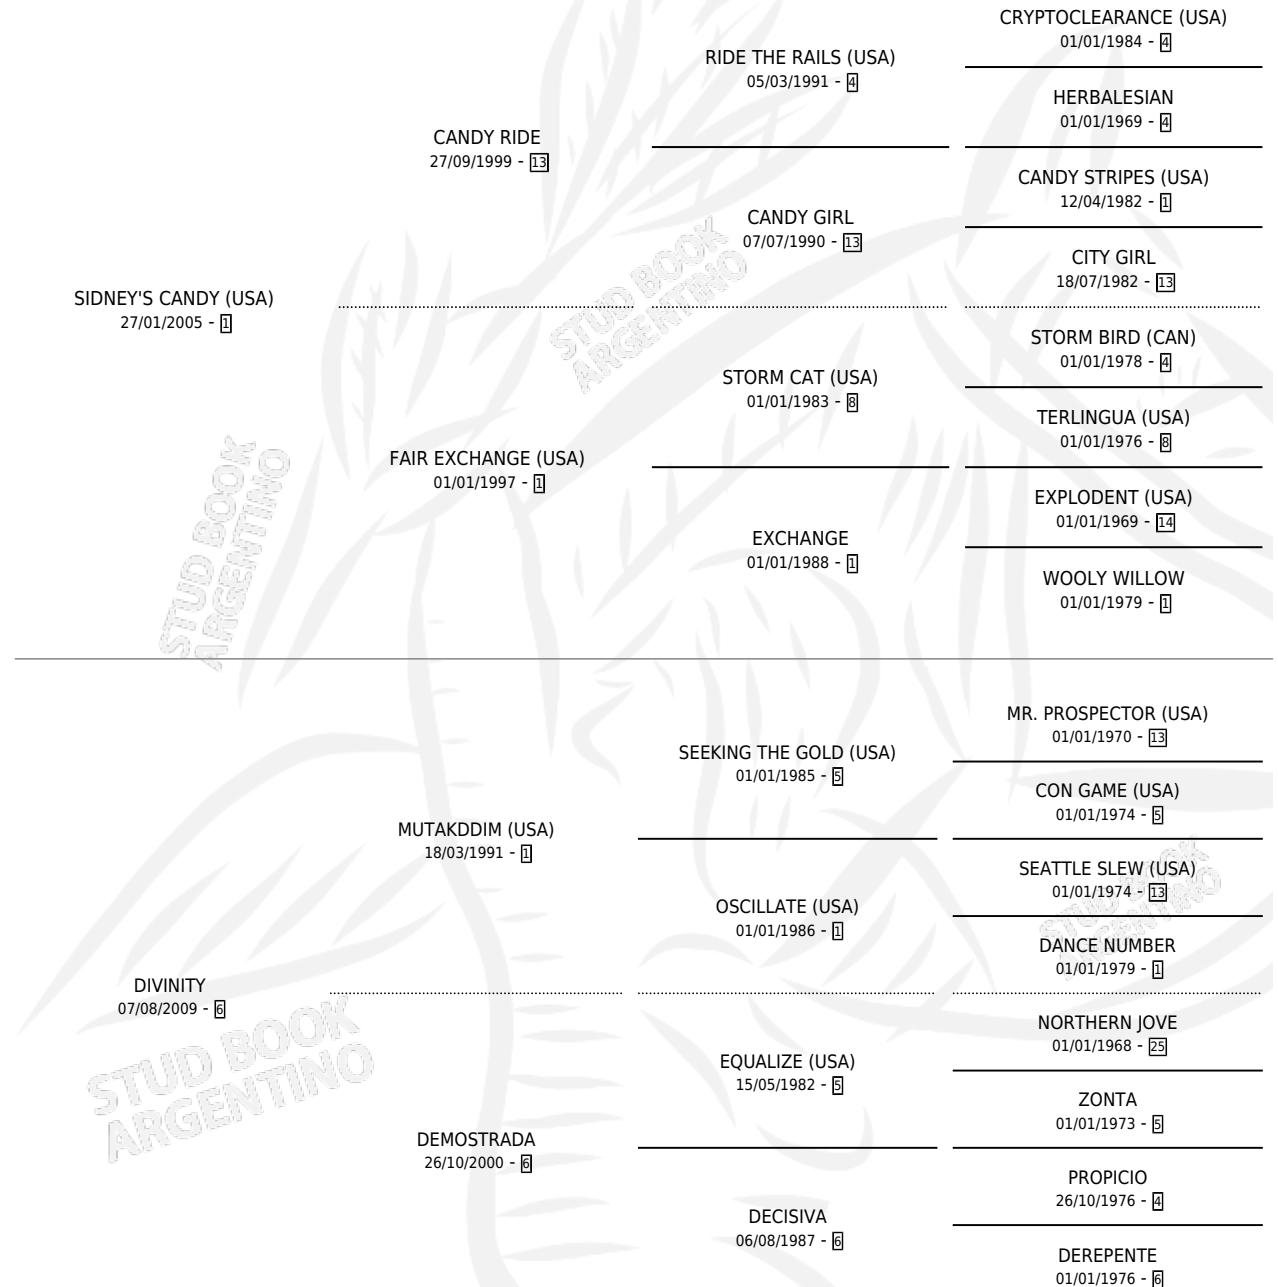 CRYPTOCLEARANCE (USA)
01/01/1984 - 4
RIDE THE RAILS (USA)
05/03/1991 - 4
HERBALESIAN
01/01/1969 - 4
CANDY RIDE
27/09/1999 - 13
CANDY STRIPES (USA)
12/04/1982 - 1
CANDY GIRL
07/07/1990 - 13
CITY GIRL
18/07/1982 - 13
SIDNEY'S CANDY (USA)
27/01/2005 - 1
STORM BIRD (CAN)
01/01/1978 - 4
STORM CAT (USA)
01/01/1983 - 8
TERLINGUA (USA)
01/01/1976 - 8
FAIR EXCHANGE (USA)
01/01/1997 - 1
EXPLODENT (USA)
01/01/1969 - 14
EXCHANGE
01/01/1988 - 1
WOOLY WILLOW
01/01/1979 - 1
MR. PROSPECTOR (USA)
01/01/1970 - 13
SEEKING THE GOLD (USA)
01/01/1985 - 5
CON GAME (USA)
01/01/1974 - 5
MUTAKDDIM (USA)
18/03/1991 - 1
SEATTLE SLEW (USA)
01/01/1974 - 13
OSCILLATE (USA)
01/01/1986 - 1
DANCE NUMBER
01/01/1979 - 1
DIVINITY
07/08/2009 - 6
NORTHERN JOVE
01/01/1968 - 25
EQUALIZE (USA)
15/05/1982 - 5
ZONTA
01/01/1973 - 5
DEMOSTRADA
26/10/2000 - 6
PROPICIO
26/10/1976 - 4
DECISIVA
06/08/1987 - 6
DEREPENTE
01/01/1976 - 6
STUD BOOK
ARGENTINO
STUD BOOK
ARGENTINO
STUD BOOK
ARGENTINO
STUD BOOK
ARGENTINO